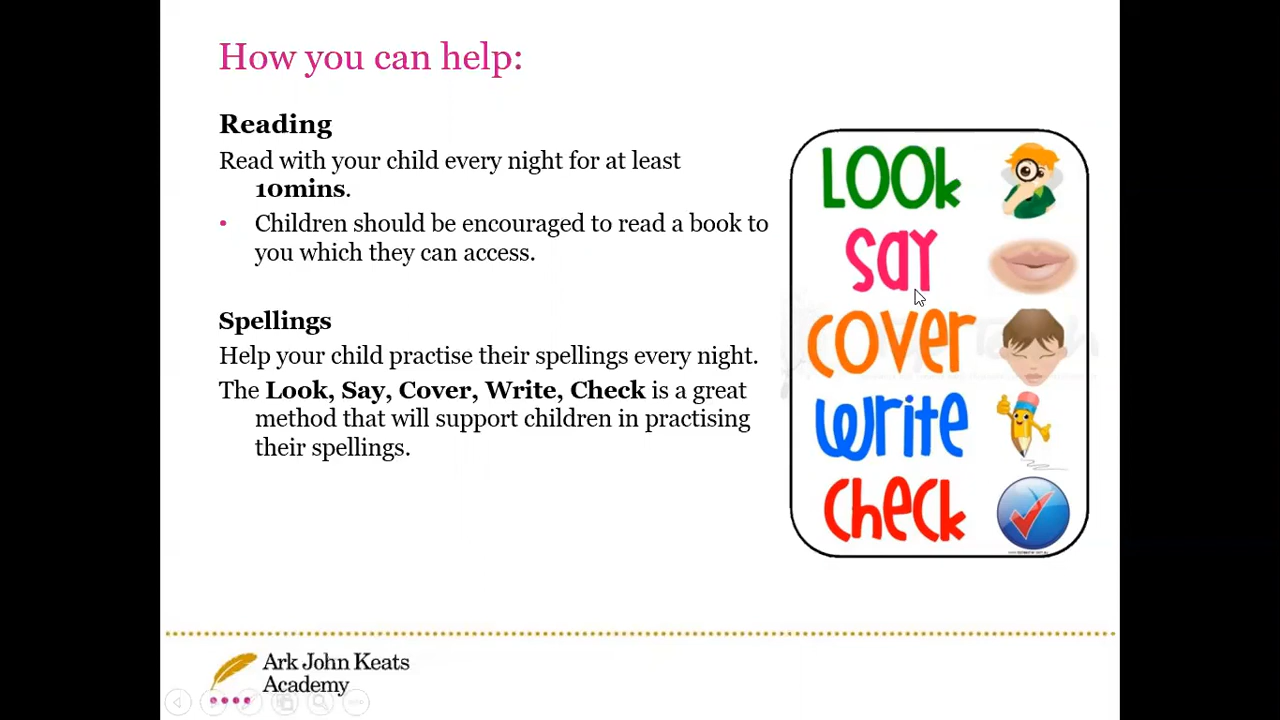 How you can help:
Reading
Read with your child every night for at least
10mins.
• Children should be encouraged to read a book to
you which they can access.
Spellings
Help your child practise their spellings every night.
The Look, Say, Cover, Write, Check is a great
method that will support children in practising
their spellings.
LOOk
say
cover
write
check
Ark John Keats
Academy